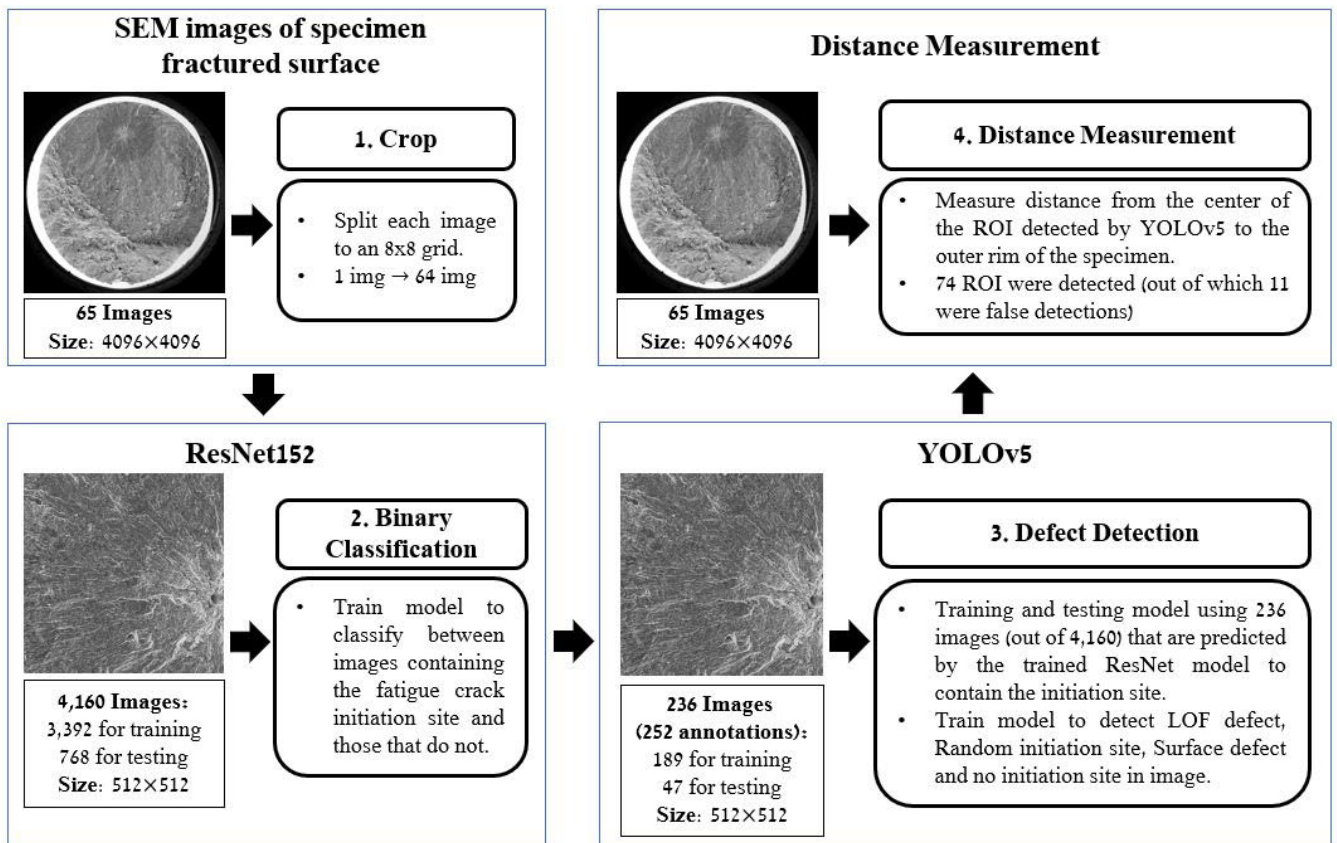 SEM images of specimen
fractured surface
1. Crop
• Split each image
to an 8x8 grid.
• 1 img → 64 img
65 Images
Size: 4096×4096
ResNet152
2. Binary
Classification
• Train model to
classify between
images containing
the fatigue crack
initiation site and
those that do not.
4,160 Images:
3,392 for training
768 for testing
Size: 512×512
YOLOv5
3. Defect Detection
• Training and testing model using 236
images (out of 4,160) that are predicted
by the trained ResNet model to
contain the initiation site.
• Train model to detect LOF defect,
Random initiation site, Surface defect
and no initiation site in image.
236 Images
(252 annotations):
189 for training
47 for testing
Size: 512×512
Distance Measurement
4. Distance Measurement
• Measure distance from the center of
the ROI detected by YOLOv5 to the
outer rim of the specimen.
• 74 ROI were detected (out of which 11
were false detections)
65 Images
Size: 4096×4096